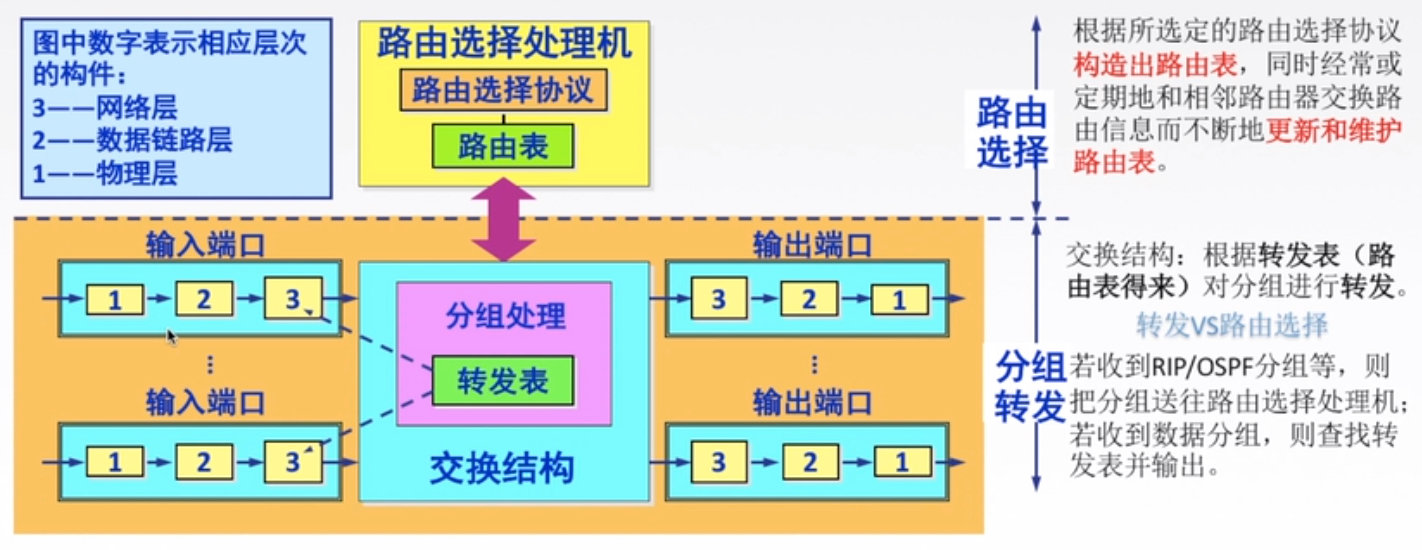 图中数字表示相应层次
的构件：
3——网络层
2——数据链路层
1——物理层
路由选择处理机
路由选择协议
路由表
路由
选择
根据所选定的路由选择协议
构造出路由表，同时经常或
定期地和相邻路由器交换路
由信息而不断地更新和维护
路由表。
输入端口
1
2
3
⋮
输入端口
1
2
3
分组处理
转发表
交换结构
输出端口
3
2
1
⋮
输出端口
3
2
1
分组
转发
交换结构：根据转发表（路
由表得来）对分组进行转发。
转发VS路由选择
若收到RIP/OSPF分组等，则
把分组送往路由选择处理机；
若收到数据分组，则查找转
发表并输出。